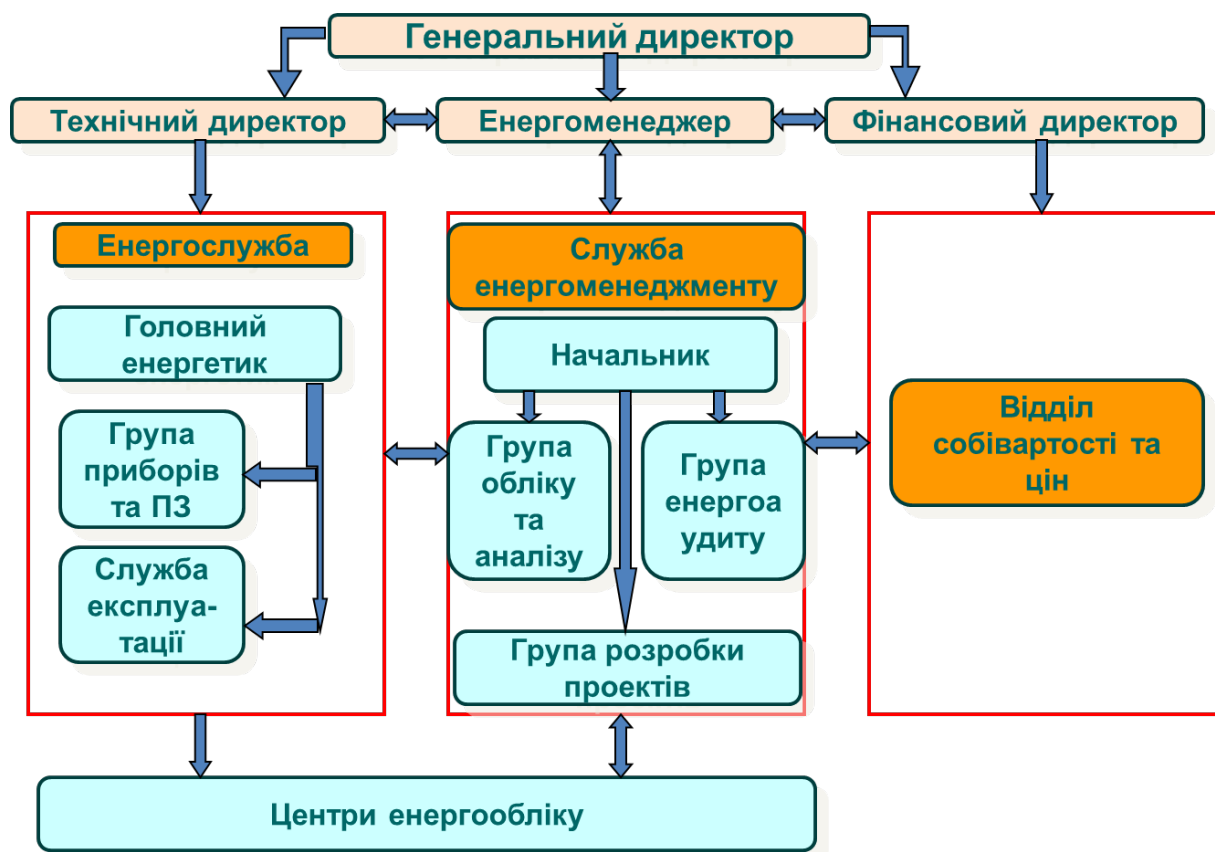 Генеральний директор
Технічний директор
Енергоменеджер
Фінансовий директор
Енергослужба
Головний
енергетик
Група
приборів
та ПЗ
Служба
експлуа-
тації
Служба
енергоменеджменту
Начальник
Група
обліку
та
аналізу
Група
енергоа
удиту
Група розробки
проектів
Відділ
собівартості та
цін
Центри енергообліку